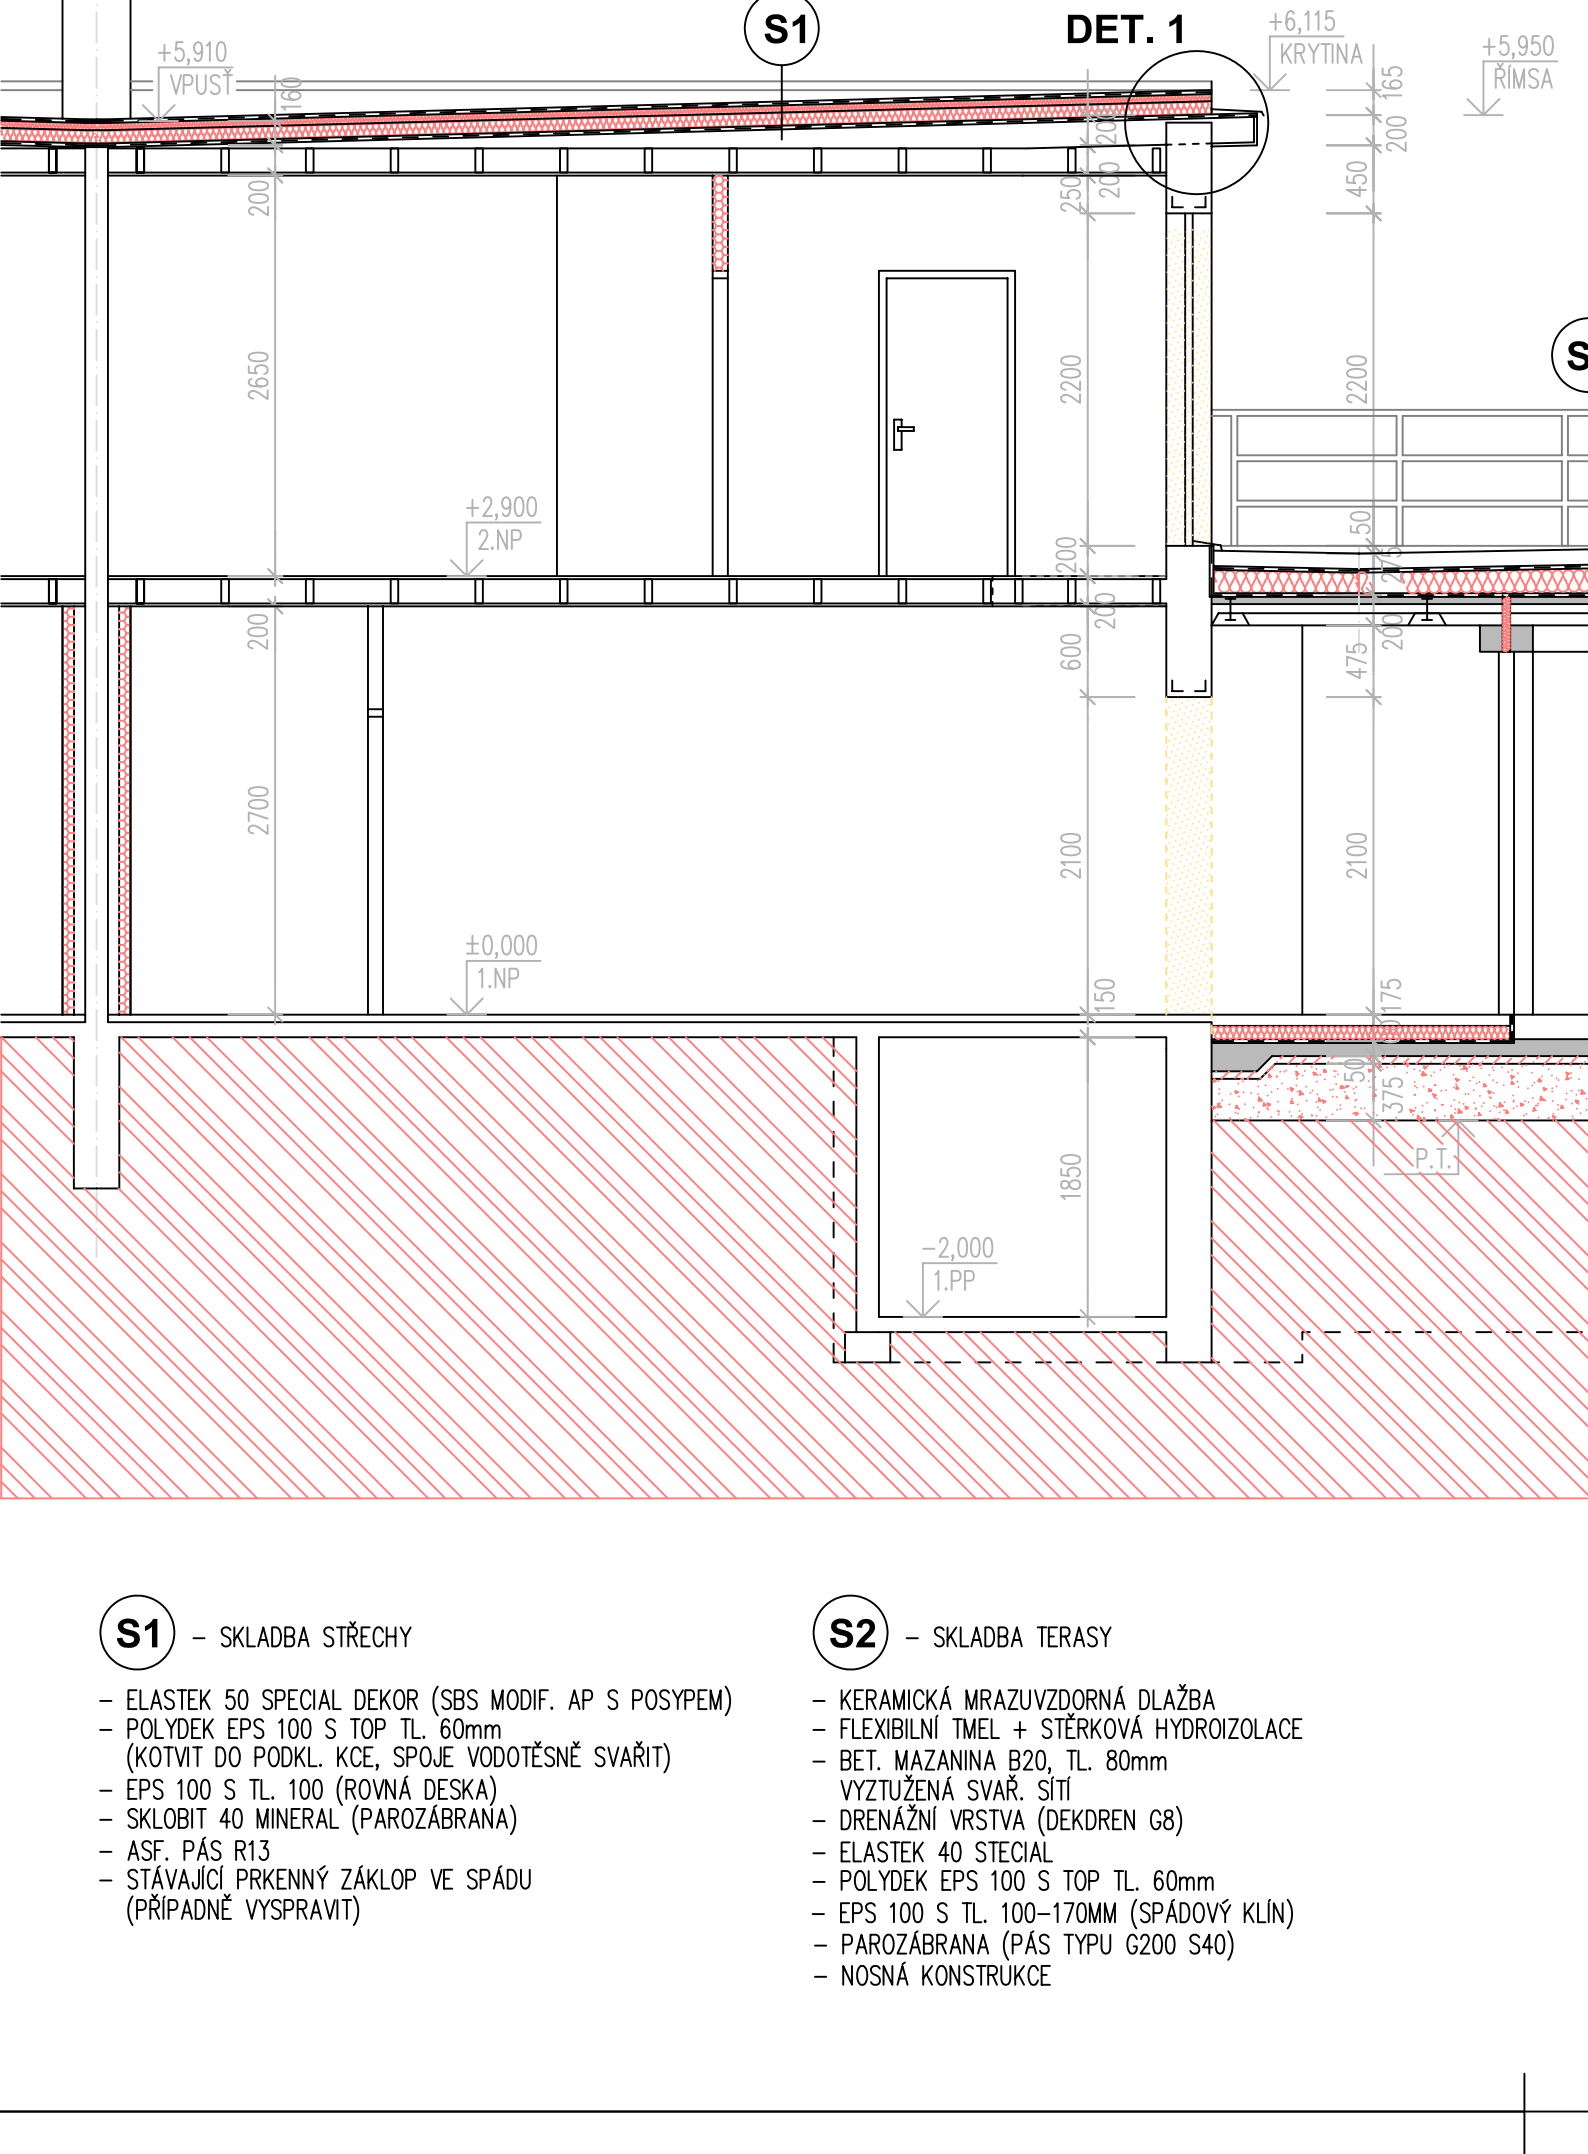 S1
DET. 1
+6,115
KRYTINA
+5,950
ŘÍMSA
+5,910
VPUSŤ
160
165
200
200
200
250
200
450
2650
2200
2200
S
+2,900
2.NP
200
50
275
200
200
600
475
200
2700
2100
2100
±0,000
1.NP
150
175
50
375
P.T.
1850
−2,000
1.PP
S1 – SKLADBA STŘECHY
– ELASTEK 50 SPECIAL DEKOR (SBS MODIF. AP S POSYPEM)
– POLYDEK EPS 100 S TOP TL. 60mm
(KOTVIT DO PODKL. KCE, SPOJE VODOTĚSNĚ SVAŘIT)
– EPS 100 S TL. 100 (ROVNÁ DESKA)
– SKLOBIT 40 MINERAL (PAROZÁBRANA)
– ASF. PÁS R13
– STÁVAJÍCÍ PRKENNÝ ZÁKLOP VE SPÁDU
(PŘÍPADNĚ VYSPRAVIT)
S2 – SKLADBA TERASY
– KERAMICKÁ MRAZUVZDORNÁ DLAŽBA
– FLEXIBILNÍ TMEL + STĚRKOVÁ HYDROIZOLACE
– BET. MAZANINA B20, TL. 80mm
VYZTUŽENÁ SVAŘ. SÍTÍ
– DRENÁŽNÍ VRSTVA (DEKDREN G8)
– ELASTEK 40 STECIAL
– POLYDEK EPS 100 S TOP TL. 60mm
– EPS 100 S TL. 100–170MM (SPÁDOVÝ KLÍN)
– PAROZÁBRANA (PÁS TYPU G200 S40)
– NOSNÁ KONSTRUKCE